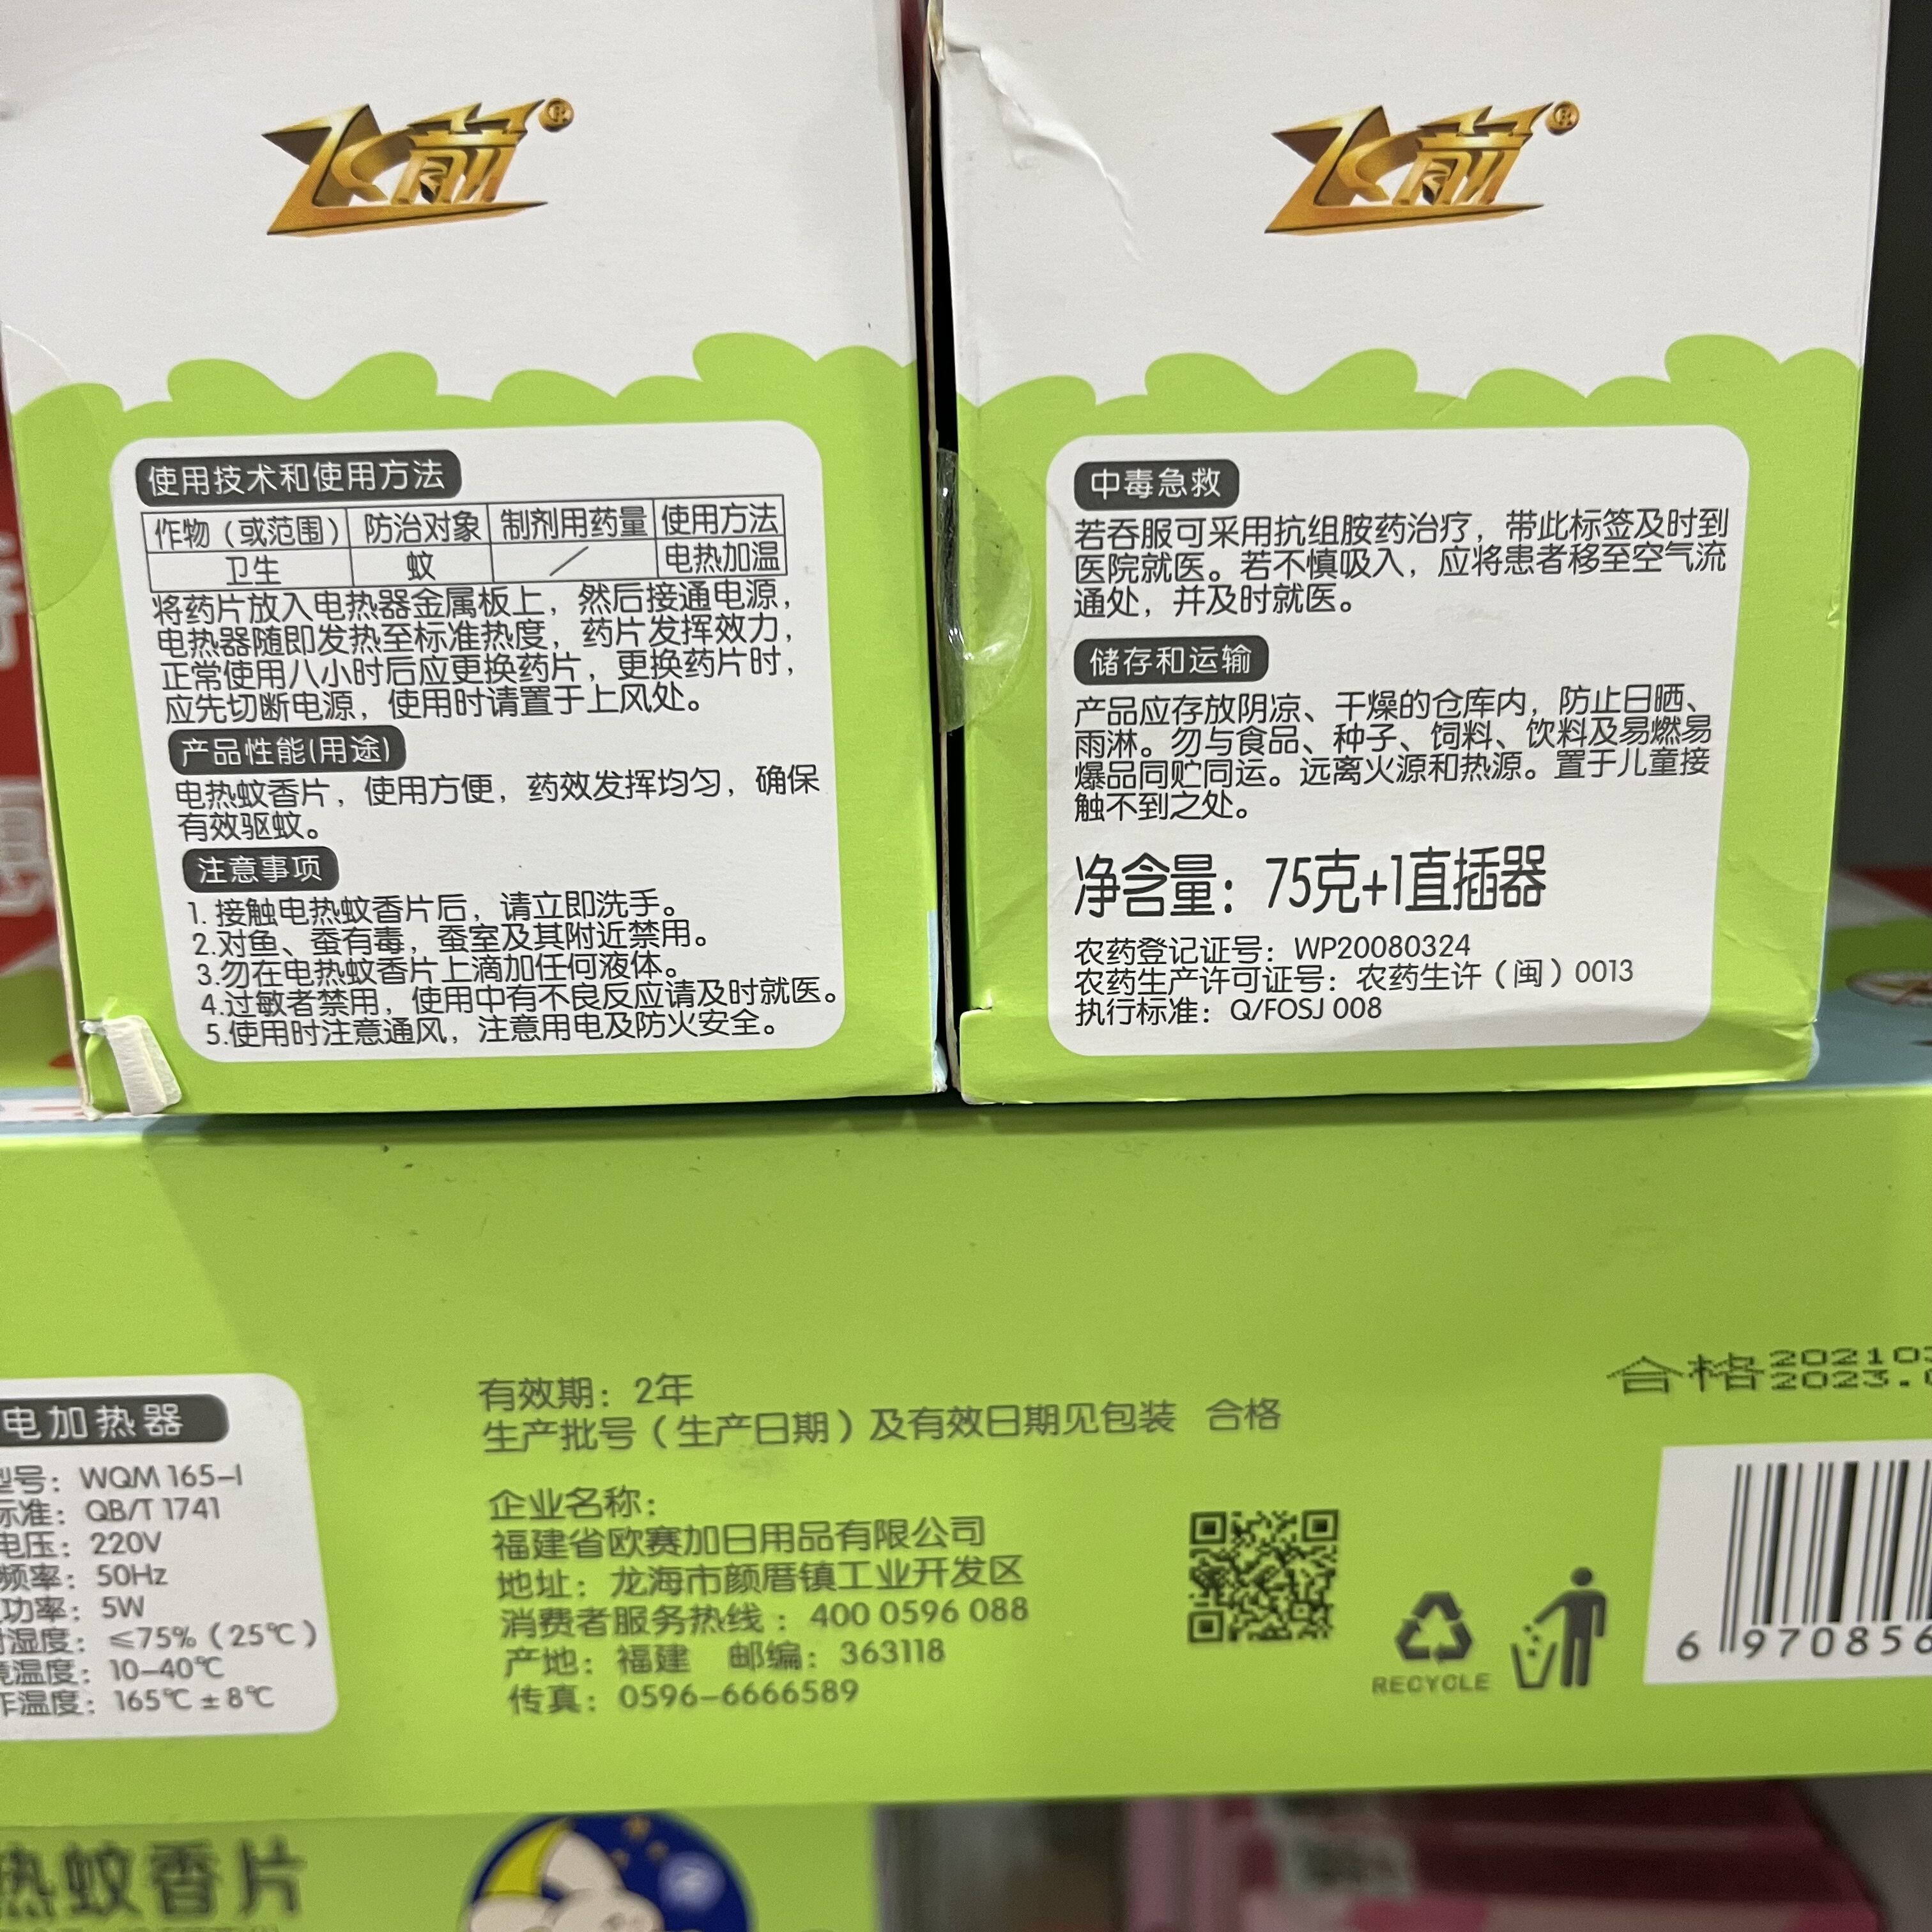 飞箭®
使用技术和使用方法
作物（或范围） 防治对象 制剂用药量 使用方法
卫生 蚊 ／ 电热加温
将药片放入电热器金属板上，然后接通电源，
电热器随即发热至标准热度，药片发挥效力，
正常使用八小时后应更换药片，更换药片时，
应先切断电源，使用时请置于上风处。
产品性能(用途)
电热蚊香片，使用方便，药效发挥均匀，确保
有效驱蚊。
注意事项
1. 接触电热蚊香片后，请立即洗手。
2.对鱼、蚕有毒，蚕室及其附近禁用。
3.勿在电热蚊香片上滴加任何液体。
4.过敏者禁用，使用中有不良反应请及时就医。
5.使用时注意通风，注意用电及防火安全。
飞箭®
中毒急救
若吞服可采用抗组胺药治疗，带此标签及时到
医院就医。若不慎吸入，应将患者移至空气流
通处，并及时就医。
储存和运输
产品应存放阴凉、干燥的仓库内，防止日晒、
雨淋。勿与食品、种子、饲料、饮料及易燃易
爆品同贮同运。远离火源和热源。置于儿童接
触不到之处。
净含量：75克+1直插器
农药登记证号：WP20080324
农药生产许可证号：农药生许（闽）0013
执行标准：Q/FOSJ 008
电加热器
型号：WQM 165-I
标准：QB/T 1741
电压：220V
频率：50Hz
功率：5W
湿度：≤75%（25℃）
温度：10-40℃
作温度：165℃±8℃
有效期：2年
生产批号（生产日期）及有效日期见包装 合格
企业名称：
福建省欧赛加日用品有限公司
地址：龙海市颜厝镇工业开发区
消费者服务热线：400 0596 088
产地：福建 邮编：363118
传真：0596-6666589
RECYCLE
合格 202103
2023.
6 970856
热蚊香片